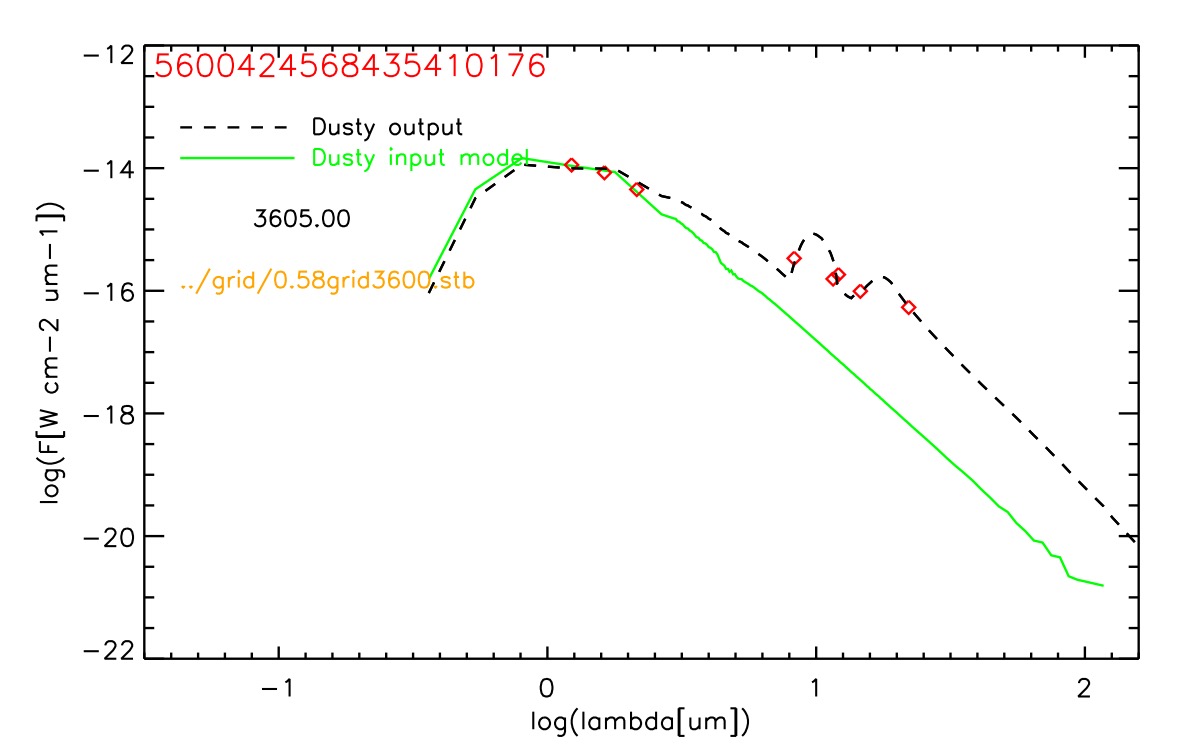 5600424568435410176
Dusty output
Dusty input model
3605.00
../grid/0.58grid3600.stb
-12
-14
-16
-18
-20
-22
log(F[W cm-2 um-1])
-1 0 1 2
log(lambda[um])